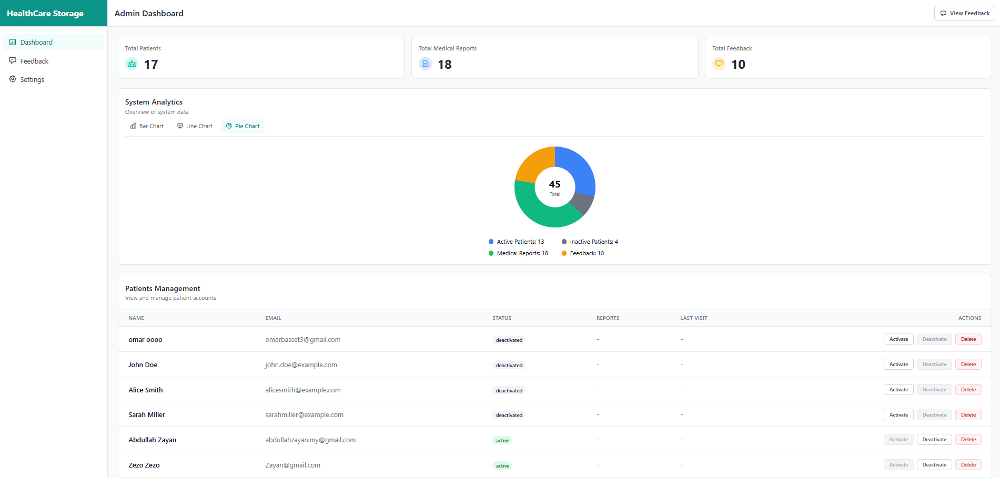 HealthCare Storage
Admin Dashboard
View Feedback
Dashboard
Feedback
Settings
Total Patients
17
Total Medical Reports
18
Total Feedback
10
System Analytics
Overview of system data
Bar Chart Line Chart Pie Chart
45
Total
Active Patients: 13 Inactive Patients: 4
Medical Reports: 18 Feedback: 10
Patients Management
View and manage patient accounts
NAME EMAIL STATUS REPORTS LAST VISIT ACTIONS
omar oooo omarbasset3@gmail.com deactivated - - Activate Deactivate Delete
John Doe john.doe@example.com deactivated - - Activate Deactivate Delete
Alice Smith alicesmith@example.com deactivated - - Activate Deactivate Delete
Sarah Miller sarahmiller@example.com deactivated - - Activate Deactivate Delete
Abdullah Zayan abdullahzayan.my@gmail.com active - - Activate Deactivate Delete
Zezo Zezo Zayan@gmail.com active - - Activate Deactivate Delete